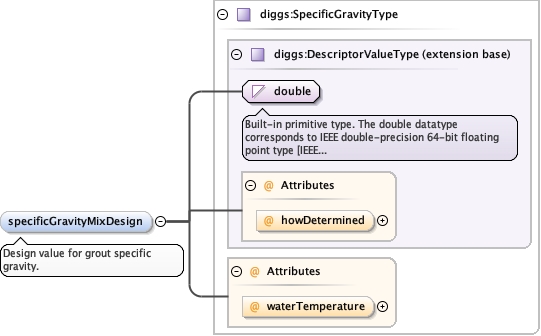 diggs:SpecificGravityType
diggs:DescriptorValueType (extension base)
double
Built-in primitive type. The double datatype
corresponds to IEEE double-precision 64-bit floating
point type [IEEE...
@ Attributes
@ howDetermined
specificGravityMixDesign
Design value for grout specific
gravity.
@ Attributes
@ waterTemperature